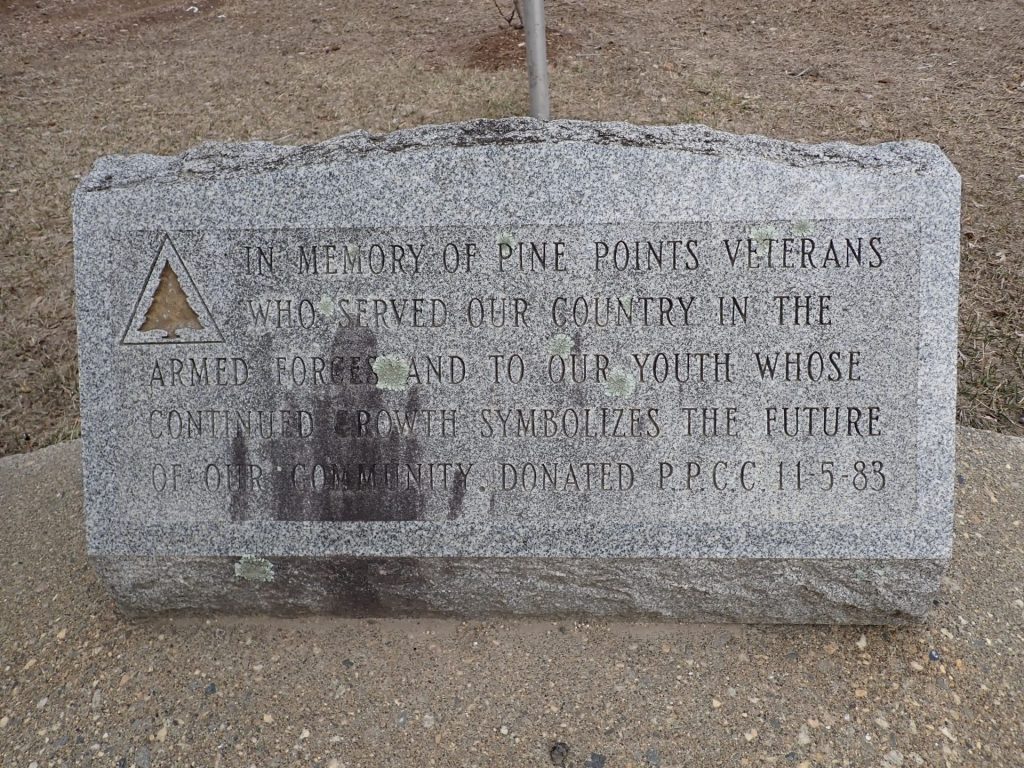 IN MEMORY OF PINE POINTS VETERANS
WHO SERVED OUR COUNTRY IN THE
ARMED FORCES AND TO OUR YOUTH WHOSE
CONTINUED GROWTH SYMBOLIZES THE FUTURE
OF OUR COMMUNITY. DONATED P.P.C.C. 11-5-83